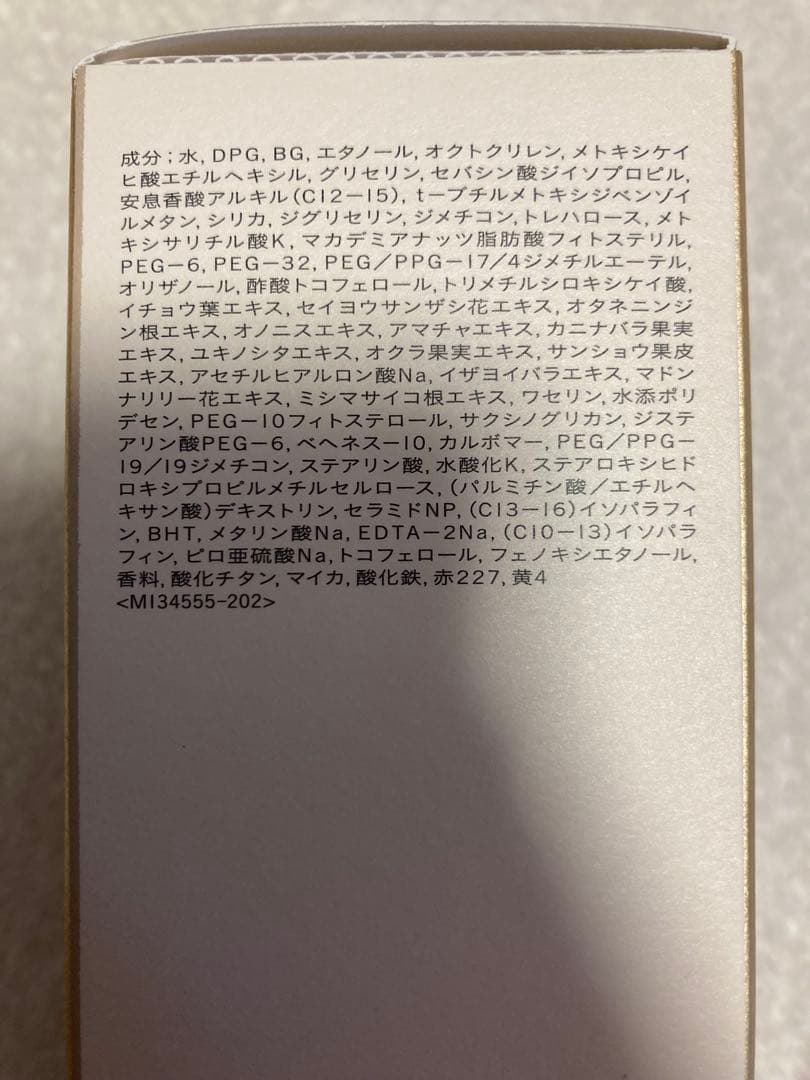 成分；水, DPG, BG, エタノール, オクトクリレン, メトキシケイ
ヒ酸エチルヘキシル, グリセリン, セバシン酸ジイソプロピル,
安息香酸アルキル(C12－15), t－ブチルメトキシジベンゾイ
ルメタン, シリカ, ジグリセリン, ジメチコン, トレハロース, メト
キシサリチル酸K, マカデミアナッツ脂肪酸フィトステリル,
PEG－6, PEG－32, PEG／PPG－17／4ジメチルエーテル,
オリザノール, 酢酸トコフェロール, トリメチルシロキシケイ酸,
イチョウ葉エキス, セイヨウサンザシ花エキス, オタネニンジ
ン根エキス, オノニスエキス, アマチャエキス, カニナバラ果実
エキス, ユキノシタエキス, オクラ果実エキス, サンショウ果皮
エキス, アセチルヒアルロン酸Na, イザヨイバラエキス, マドン
ナリリー花エキス, ミシマサイコ根エキス, ワセリン, 水添ポリ
デセン, PEG－10フィトステロール, サクシノグリカン, ジステ
アリン酸PEG－6, ベヘネス－10, カルボマー, PEG／PPG－
19／19ジメチコン, ステアリン酸, 水酸化K, ステアロキシヒド
ロキシプロピルメチルセルロース, (パルミチン酸／エチルヘ
キサン酸)デキストリン, セラミドNP, (C13－16)イソパラフィ
ン, BHT, メタリン酸Na, EDTA－2Na, (C10－13)イソパラ
フィン, ピロ亜硫酸Na, トコフェロール, フェノキシエタノール,
香料, 酸化チタン, マイカ, 酸化鉄, 赤227, 黄4
<MI34555-202>